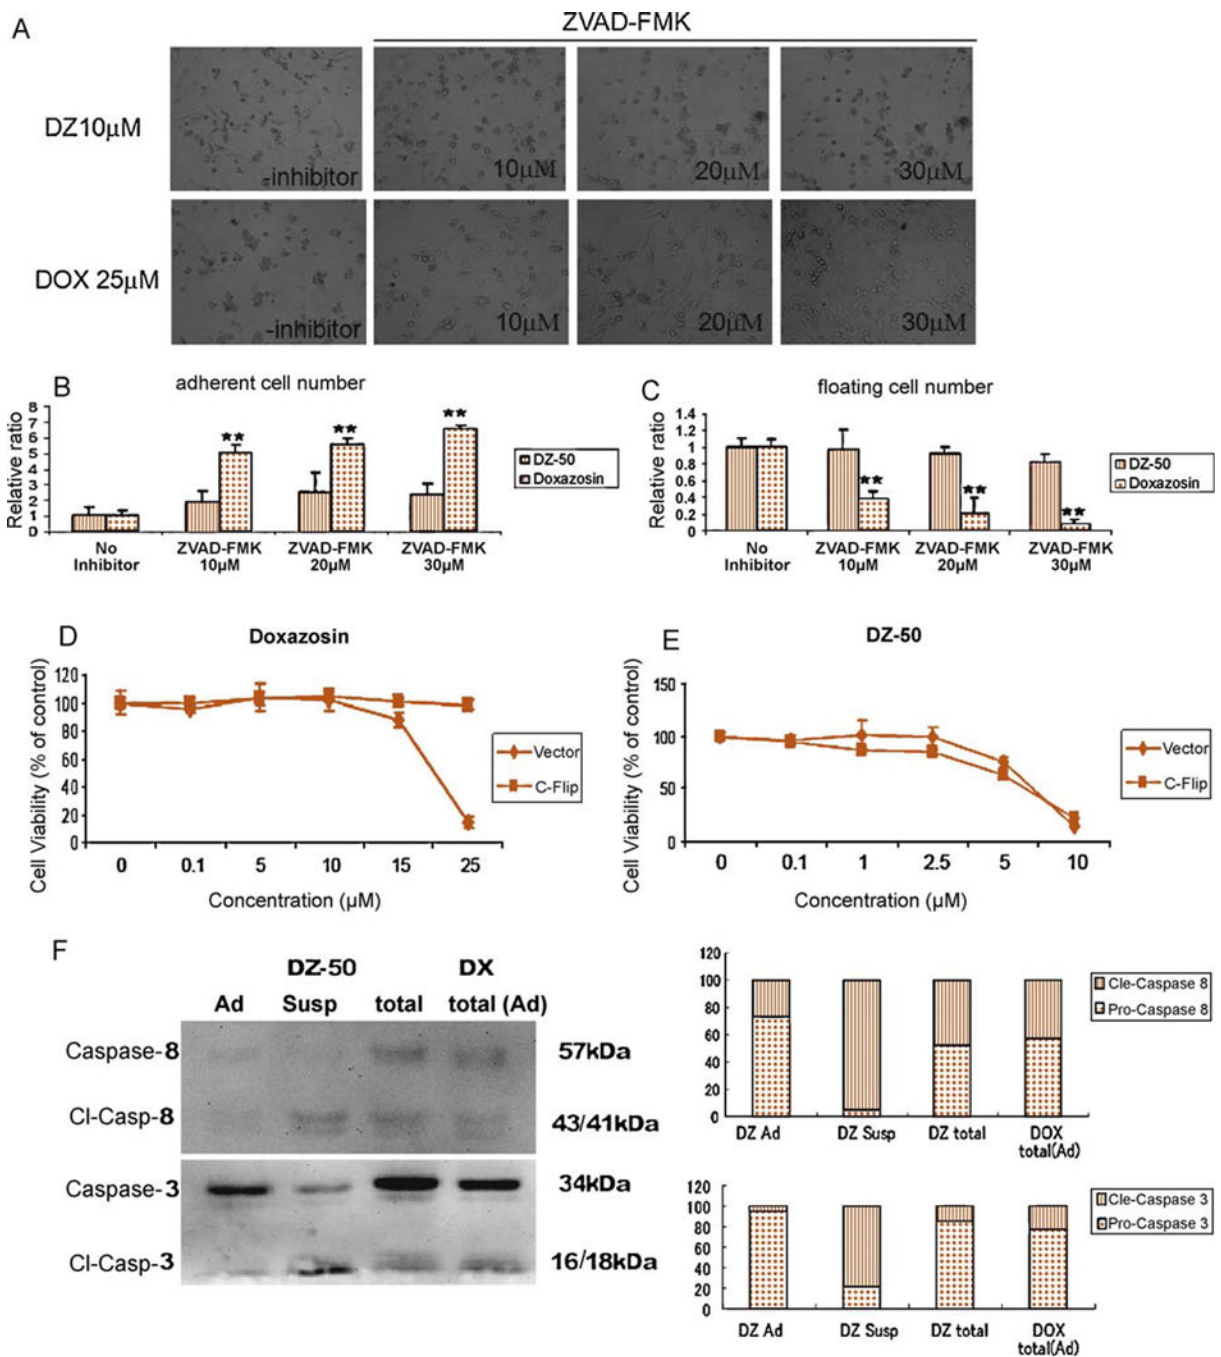 A
ZVAD-FMK
DZ10µM
-inhibitor
10µM
20µM
30µM
DOX 25µM
-inhibitor
10µM
20µM
30µM
B
adherent cell number
Relative ratio
8
7
6
5
4
3
2
1
0
**
**
**
DZ-50
Doxazosin
No Inhibitor
ZVAD-FMK 10µM
ZVAD-FMK 20µM
ZVAD-FMK 30µM
C
floating cell number
Relative ratio
1.4
1.2
1
0.8
0.6
0.4
0.2
0
**
**
**
DZ-50
Doxazosin
No Inhibitor
ZVAD-FMK 10µM
ZVAD-FMK 20µM
ZVAD-FMK 30µM
D
Doxazosin
Cell Viability (% of control)
120
100
80
60
40
20
0
Vector
C-Flip
0 0.1 5 10 15 25
Concentration (µM)
E
DZ-50
Cell Viability (% of control)
150
100
50
0
Vector
C-Flip
0 0.1 1 2.5 5 10
Concentration (µM)
F
DZ-50 DX
Ad Susp total total (Ad)
Caspase-8 57kDa
Cl-Casp-8 43/41kDa
Caspase-3 34kDa
Cl-Casp-3 16/18kDa
120
100
80
60
40
20
0
Cle-Caspase 8
Pro-Caspase 8
DZ Ad DZ Susp DZ total DOX total(Ad)
120
100
80
60
40
20
0
Cle-Caspase 3
Pro-Caspase 3
DZ Ad DZ Susp DZ total DOX total(Ad)